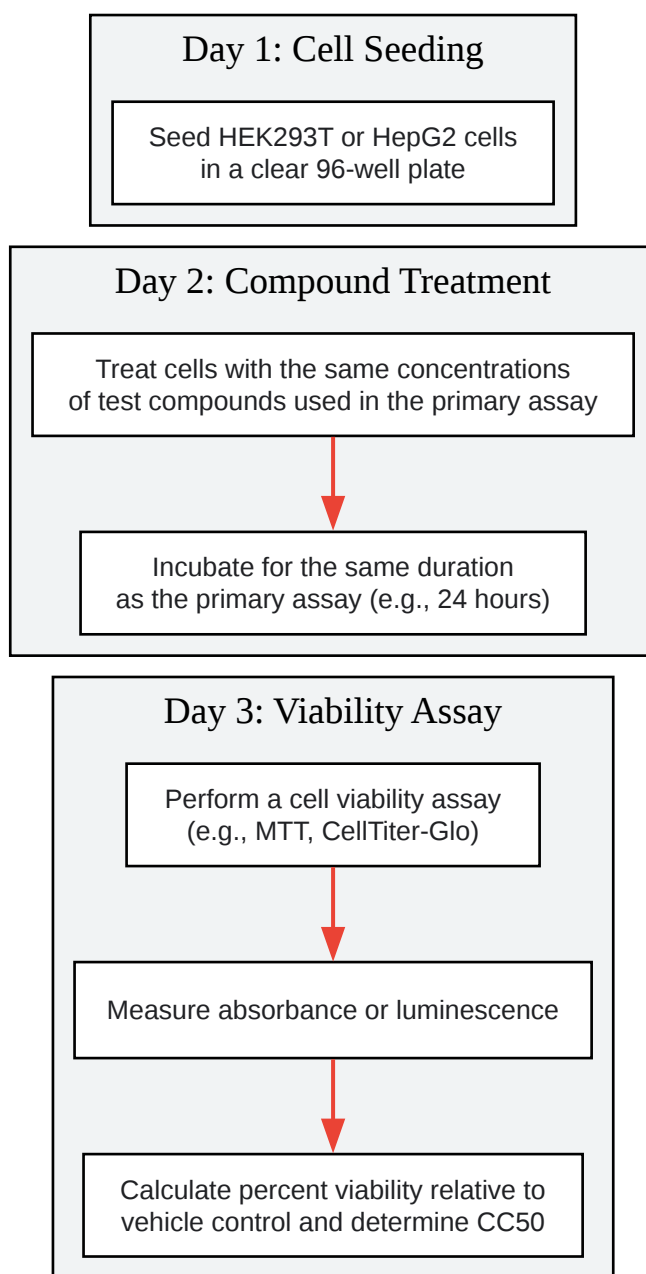 Day 1: Cell Seeding
Seed HEK293T or HepG2 cells
in a clear 96-well plate
Day 2: Compound Treatment
Treat cells with the same concentrations
of test compounds used in the primary assay
Incubate for the same duration
as the primary assay (e.g., 24 hours)
Day 3: Viability Assay
Perform a cell viability assay
(e.g., MTT, CellTiter-Glo)
Measure absorbance or luminescence
Calculate percent viability relative to
vehicle control and determine CC50